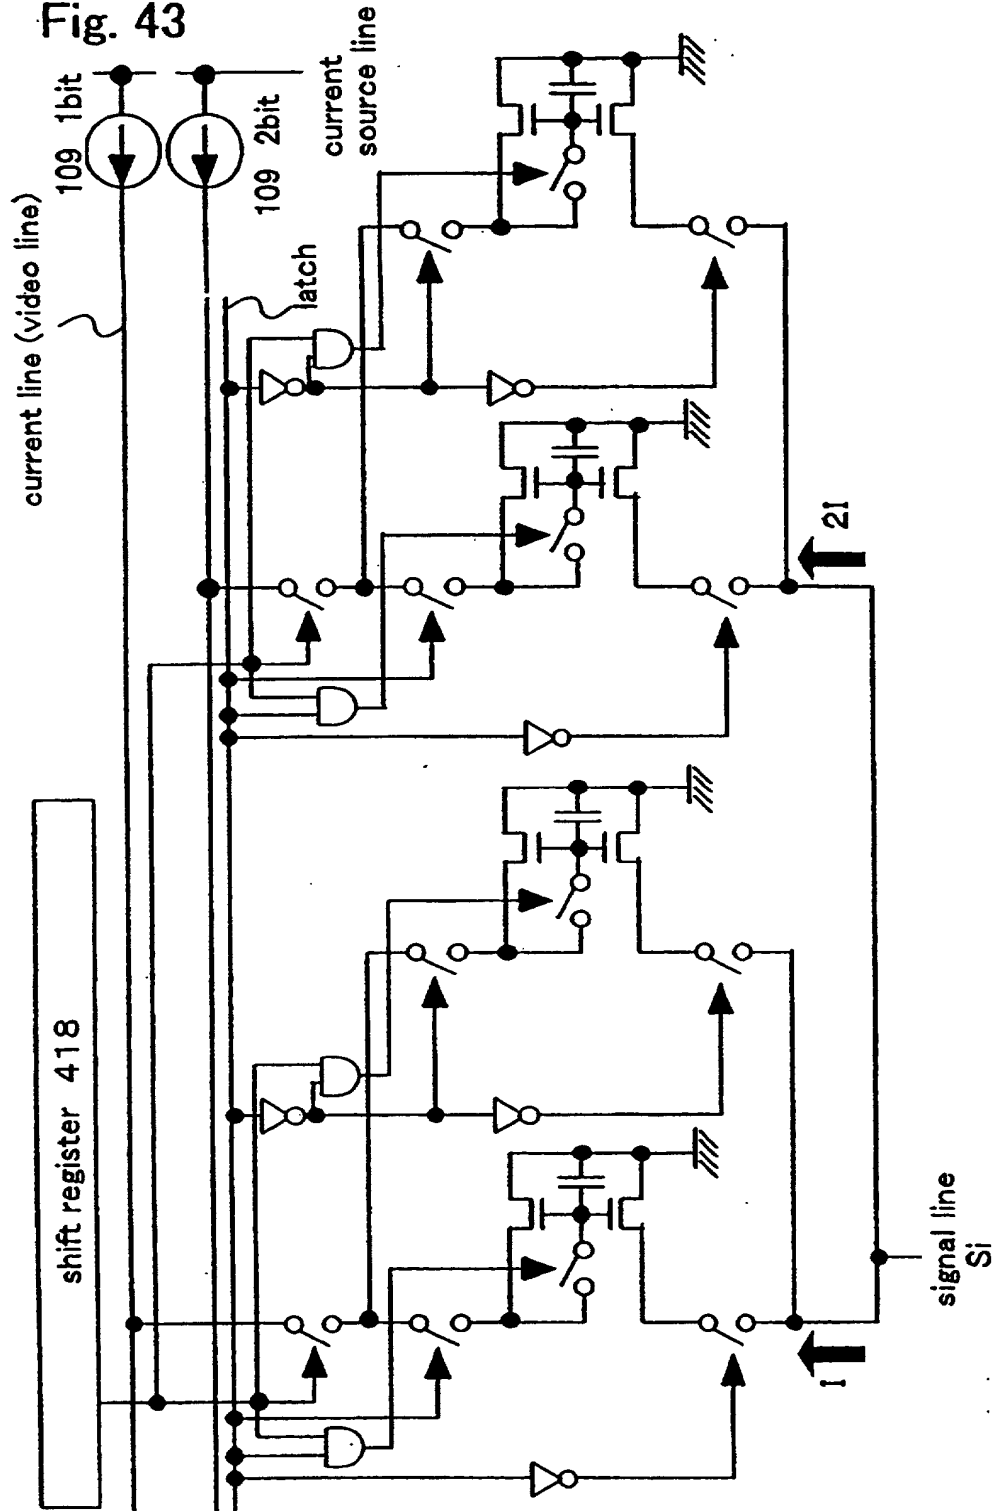 Fig. 43
current line (video line)
109 1bit
109 2bit
current
source line
latch
shift register 418
2I
I
signal line
Si